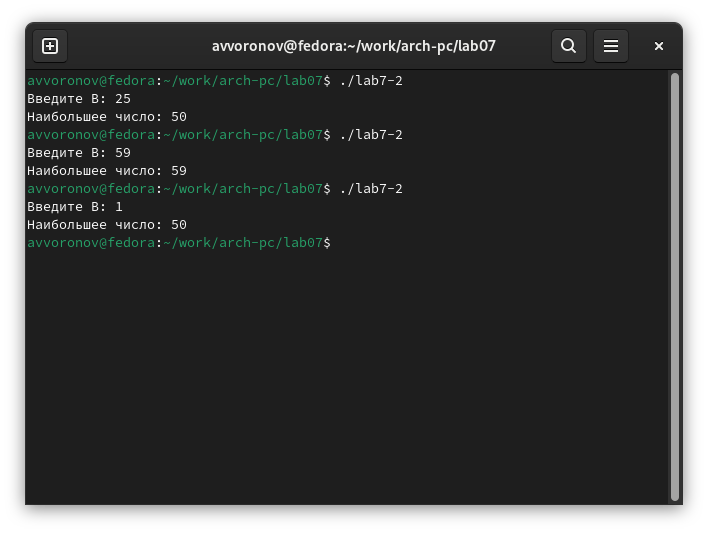 avvoronov@fedora:~/work/arch-pc/lab07
avvoronov@fedora:~/work/arch-pc/lab07$ ./lab7-2
Введите B: 25
Наибольшее число: 50
avvoronov@fedora:~/work/arch-pc/lab07$ ./lab7-2
Введите B: 59
Наибольшее число: 59
avvoronov@fedora:~/work/arch-pc/lab07$ ./lab7-2
Введите B: 1
Наибольшее число: 50
avvoronov@fedora:~/work/arch-pc/lab07$